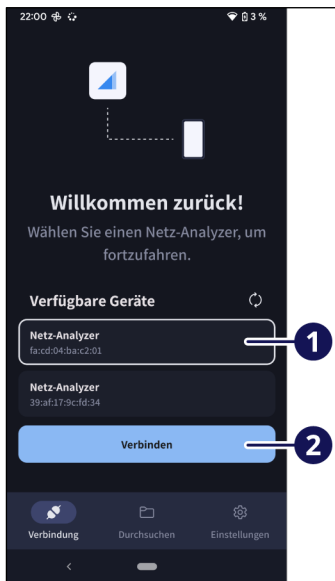 22:00 3 %
Willkommen zurück!
Wählen Sie einen Netz-Analyzer, um
fortzufahren.
Verfügbare Geräte
Netz-Analyzer
fa:cd:04:ba:c2:01
1
Netz-Analyzer
39:af:17:9c:fd:34
Verbinden
2
Verbindung Durchsuchen Einstellungen